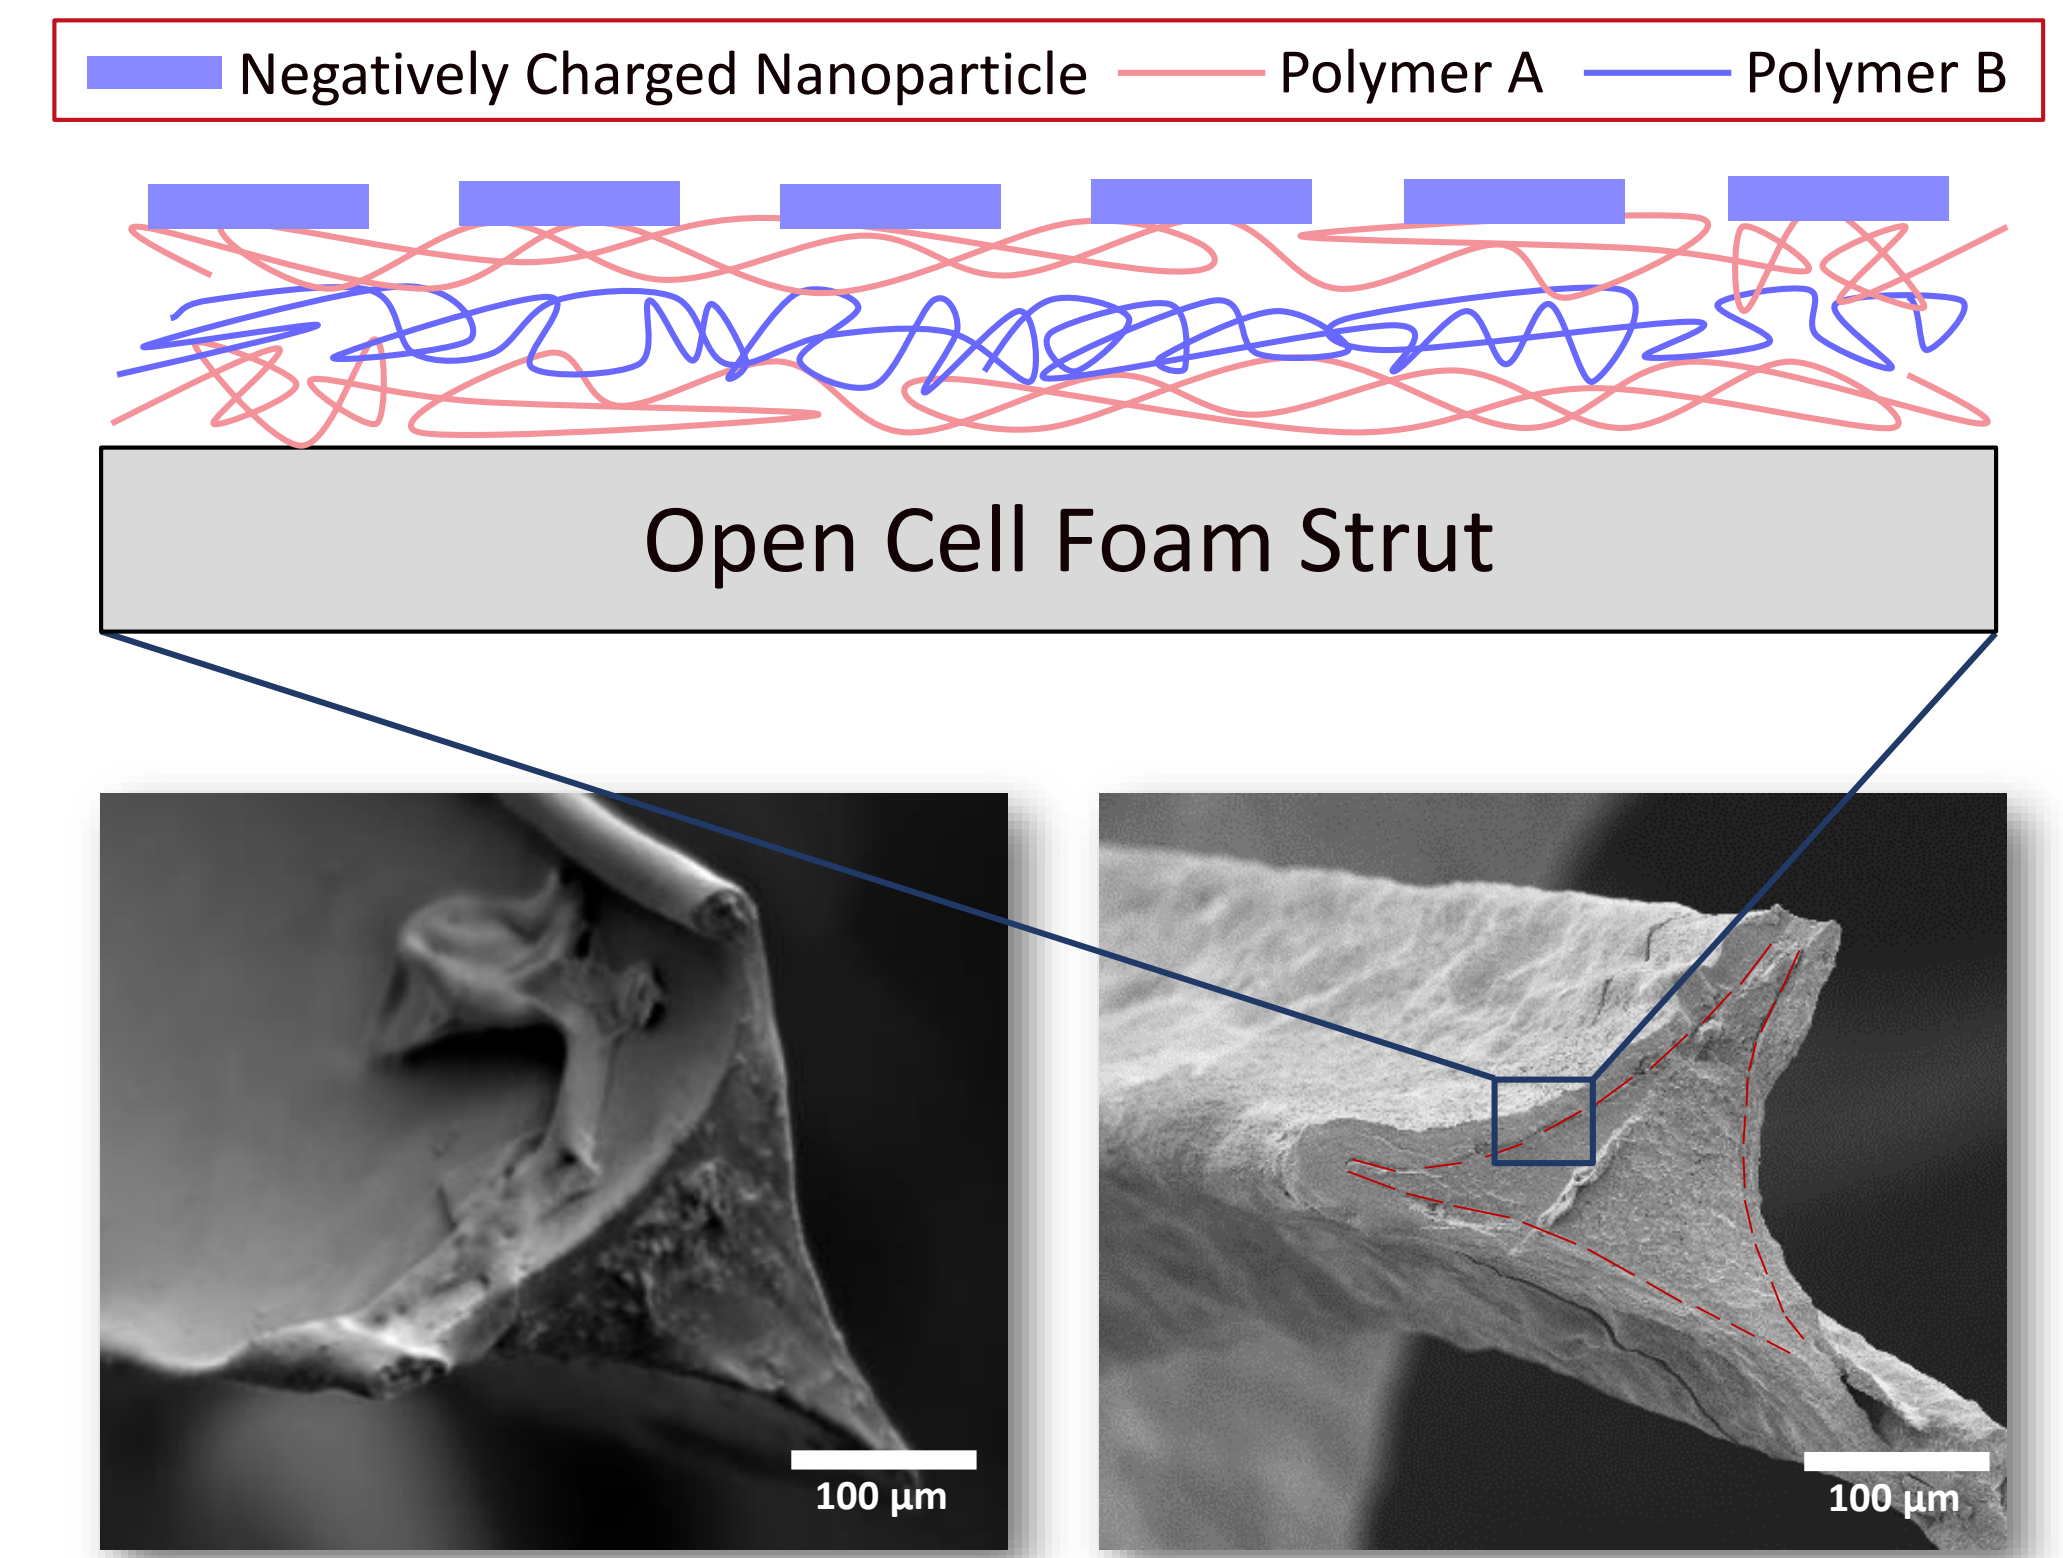 Negatively Charged Nanoparticle Polymer A Polymer B
Open Cell Foam Strut
100 µm
100 µm